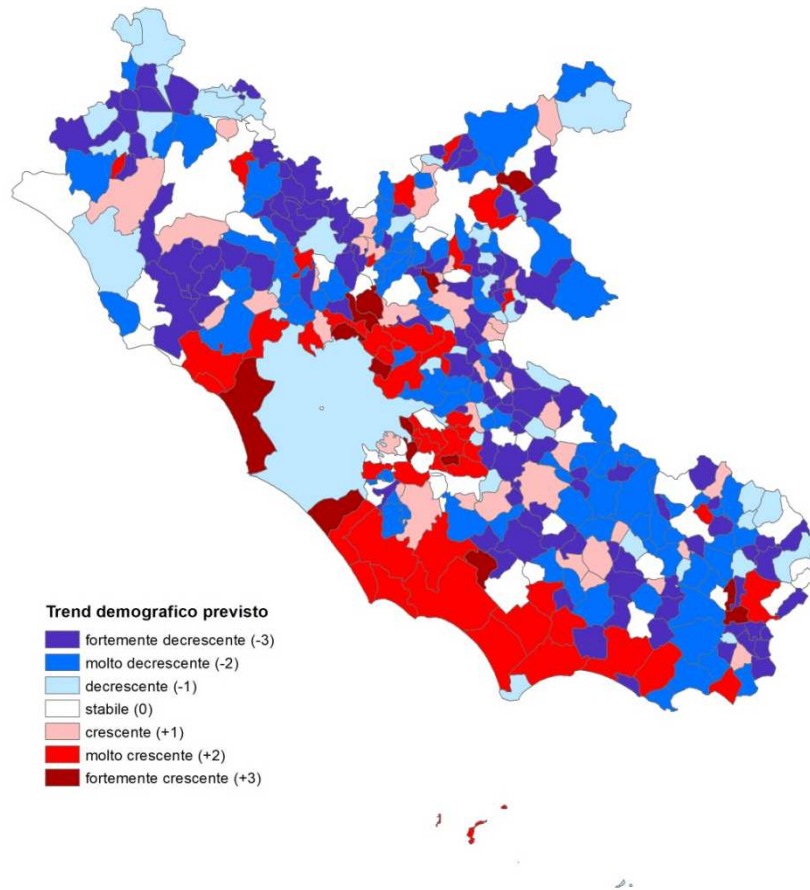 Trend demografico previsto
fortemente decrescente (-3)
molto decrescente (-2)
decrescente (-1)
stabile (0)
crescente (+1)
molto crescente (+2)
fortemente crescente (+3)